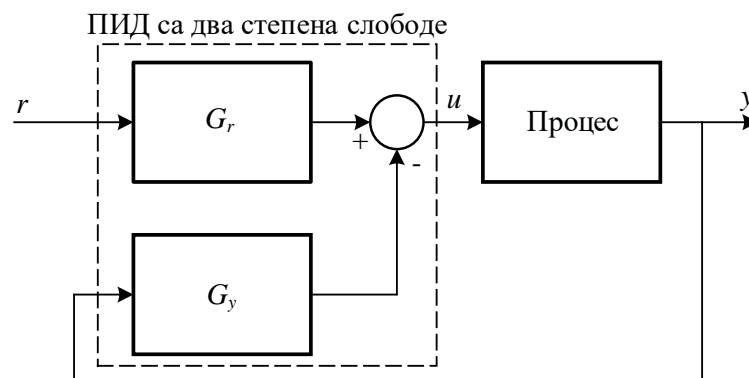 ПИД са два степена слободе
r
G_r
+
-
u
Процес
y
G_y